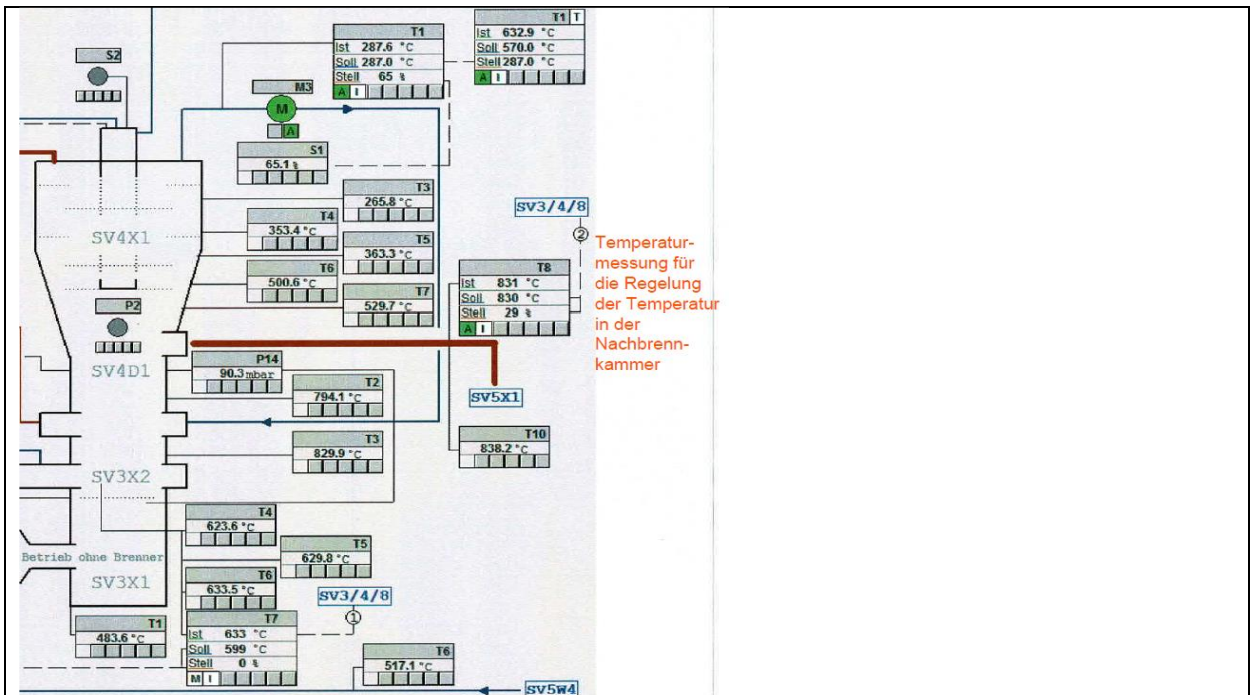 T1 T
Ist 632.9 °C
Soll 570.0 °C
Stell 287.0 °C
A I
T1
Ist 287.6 °C
Soll 287.0 °C
Stell 65 %
A I
S2
M3
M
A
S1
65.1 %
T3
265.8 °C
SV3/4/8
T4
353.4 °C
2
SV4X1
T5
363.3 °C
Temperatur-
messung für
die Regelung
der Temperatur
in der
Nachbrenn-
kammer
T6
500.6 °C
T8
Ist 831 °C
Soll 830 °C
Stell 29 %
A I
T7
529.7 °C
P2
P14
90.3 mbar
SV4D1
T2
794.1 °C
SV5X1
T10
838.2 °C
T3
829.9 °C
SV3X2
T4
623.6 °C
T5
629.8 °C
Betrieb ohne Brenner
SV3X1
T6
633.5 °C
SV3/4/8
1
T1
483.6 °C
T7
Ist 633 °C
Soll 599 °C
Stell 0 %
M I
T6
517.1 °C
SV5W4